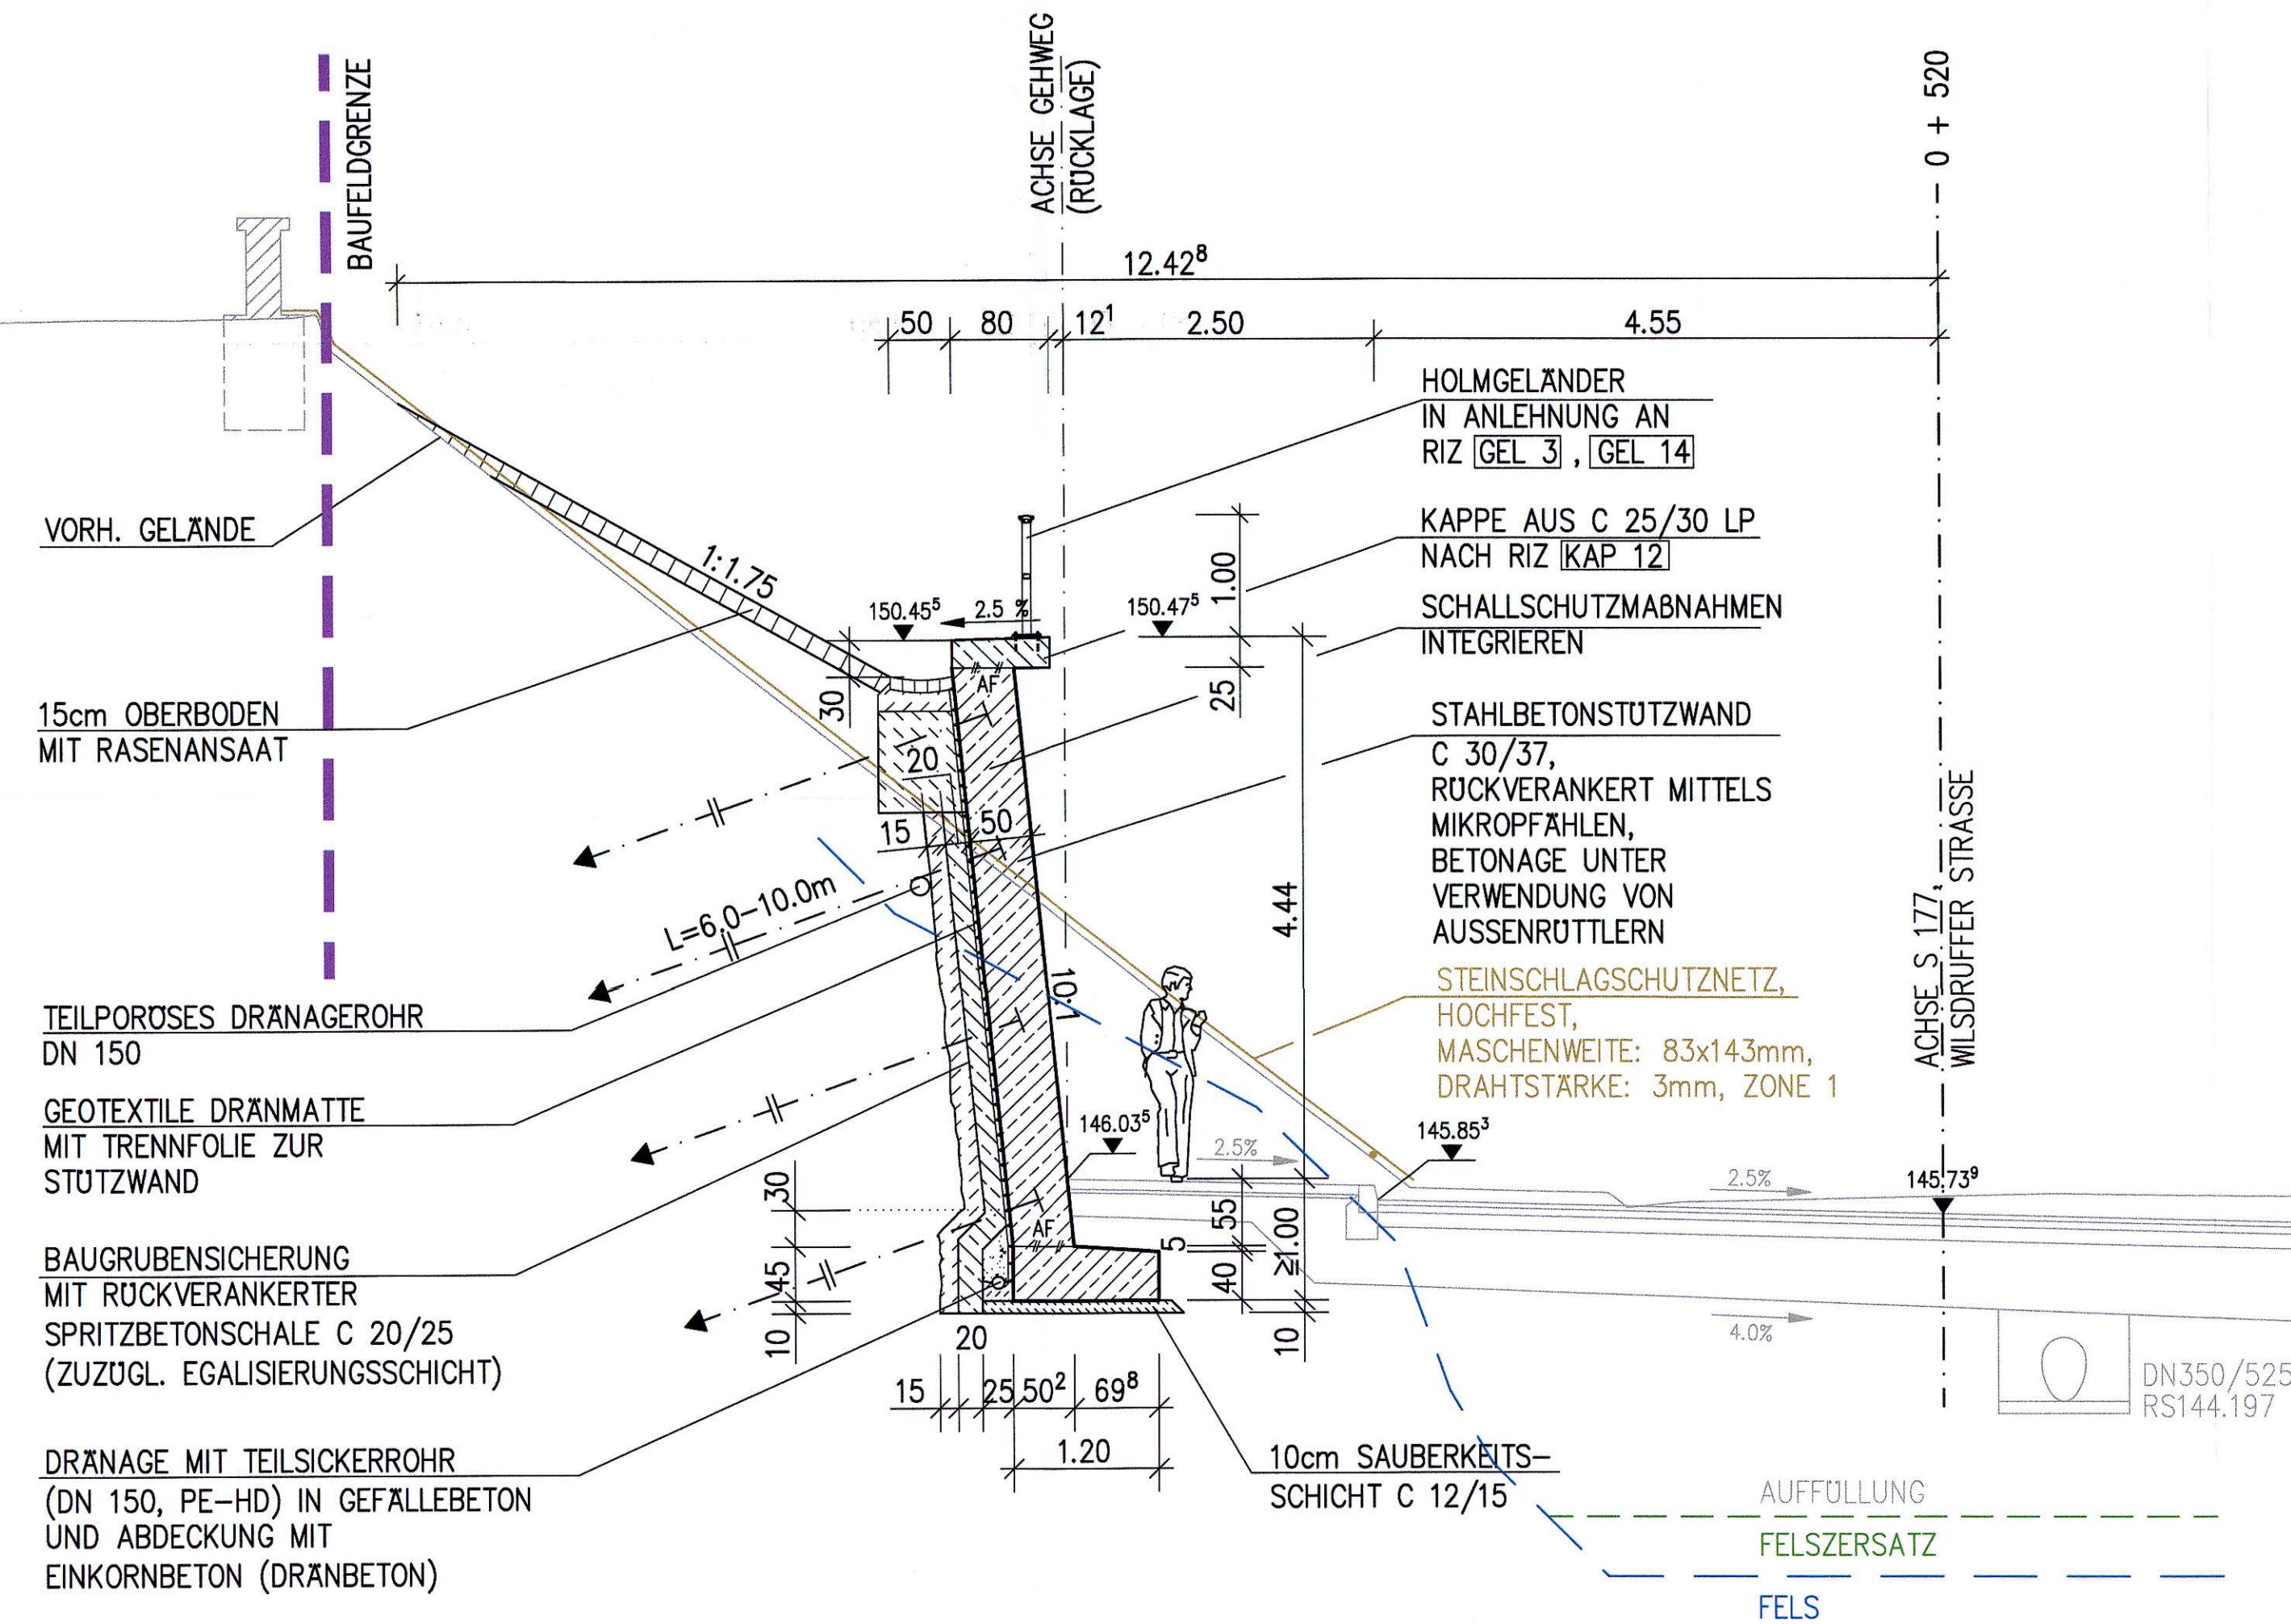 BAUFELDGRENZE
ACHSE GEHWEG
(RÜCKLAGE)
0 + 520
12.42⁸
50 80 12¹ 2.50 4.55
HOLMGELÄNDER
IN ANLEHNUNG AN
RIZ GEL 3 , GEL 14
VORH. GELÄNDE
KAPPE AUS C 25/30 LP
NACH RIZ KAP 12
1:1.75
1.00
150.45⁵ 2.5 % 150.47⁵
SCHALLSCHUTZMAßNAHMEN
INTEGRIEREN
AF
30
25
15cm OBERBODEN
MIT RASENANSAAT
STAHLBETONSTÜTZWAND
C 30/37,
RÜCKVERANKERT MITTELS
MIKROPFÄHLEN,
BETONAGE UNTER
VERWENDUNG VON
AUSSENRÜTTLERN
20
15 50
L=6.0-10.0m
4.44
10:1
ACHSE S 177,
WILSDRUFFER STRASSE
STEINSCHLAGSCHUTZNETZ,
HOCHFEST,
MASCHENWEITE: 83x143mm,
DRAHTSTÄRKE: 3mm, ZONE 1
TEILPORÖSES DRÄNAGEROHR
DN 150
GEOTEXTILE DRÄNMATTE
MIT TRENNFOLIE ZUR
STÜTZWAND
146.03⁵
2.5%
145.85³
2.5%
145.73⁹
30
45
10
AF
55
5
40
≥1.00
10
BAUGRUBENSICHERUNG
MIT RÜCKVERANKERTER
SPRITZBETONSCHALE C 20/25
(ZUZÜGL. EGALISIERUNGSSCHICHT)
4.0%
DN350/525
RS144.197
20
15 25 50² 69⁸
1.20
DRÄNAGE MIT TEILSICKERROHR
(DN 150, PE-HD) IN GEFÄLLEBETON
UND ABDECKUNG MIT
EINKORNBETON (DRÄNBETON)
10cm SAUBERKEITS-
SCHICHT C 12/15
AUFFÜLLUNG
FELSZERSATZ
FELS